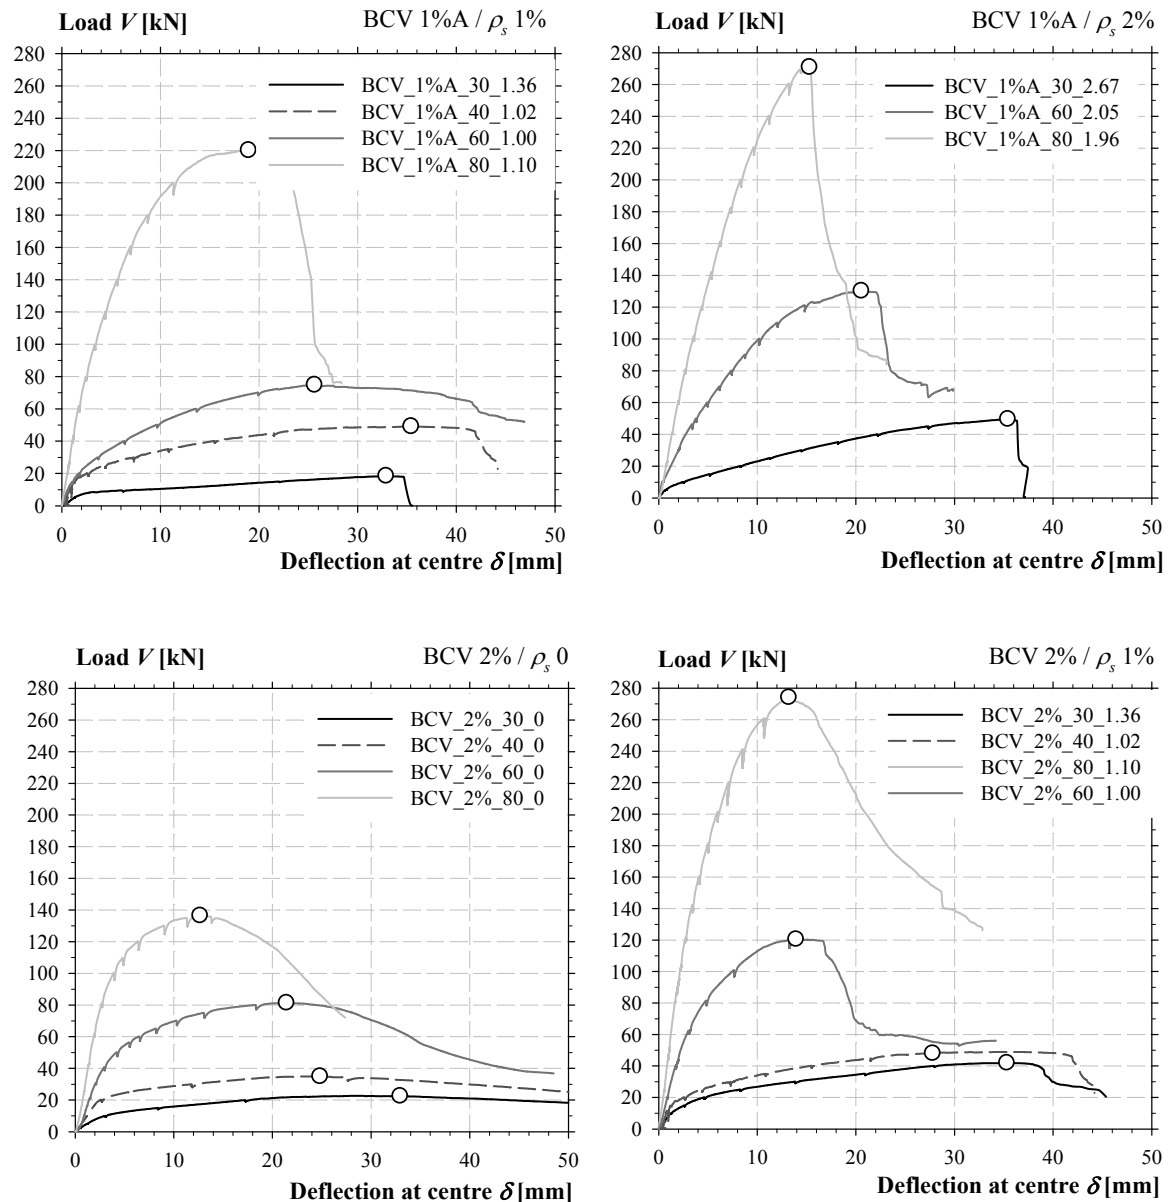 Load V [kN]
BCV 1%A / ρs 1%
280
260
240
220
200
180
160
140
120
100
80
60
40
20
0
BCV_1%A_30_1.36
BCV_1%A_40_1.02
BCV_1%A_60_1.00
BCV_1%A_80_1.10
0 10 20 30 40 50
Deflection at centre δ [mm]
Load V [kN]
BCV 1%A / ρs 2%
280
260
240
220
200
180
160
140
120
100
80
60
40
20
0
BCV_1%A_30_2.67
BCV_1%A_60_2.05
BCV_1%A_80_1.96
0 10 20 30 40 50
Deflection at centre δ [mm]
Load V [kN]
BCV 2% / ρs 0
280
260
240
220
200
180
160
140
120
100
80
60
40
20
0
BCV_2%_30_0
BCV_2%_40_0
BCV_2%_60_0
BCV_2%_80_0
0 10 20 30 40 50
Deflection at centre δ [mm]
Load V [kN]
BCV 2% / ρs 1%
280
260
240
220
200
180
160
140
120
100
80
60
40
20
0
BCV_2%_30_1.36
BCV_2%_40_1.02
BCV_2%_80_1.10
BCV_2%_60_1.00
0 10 20 30 40 50
Deflection at centre δ [mm]